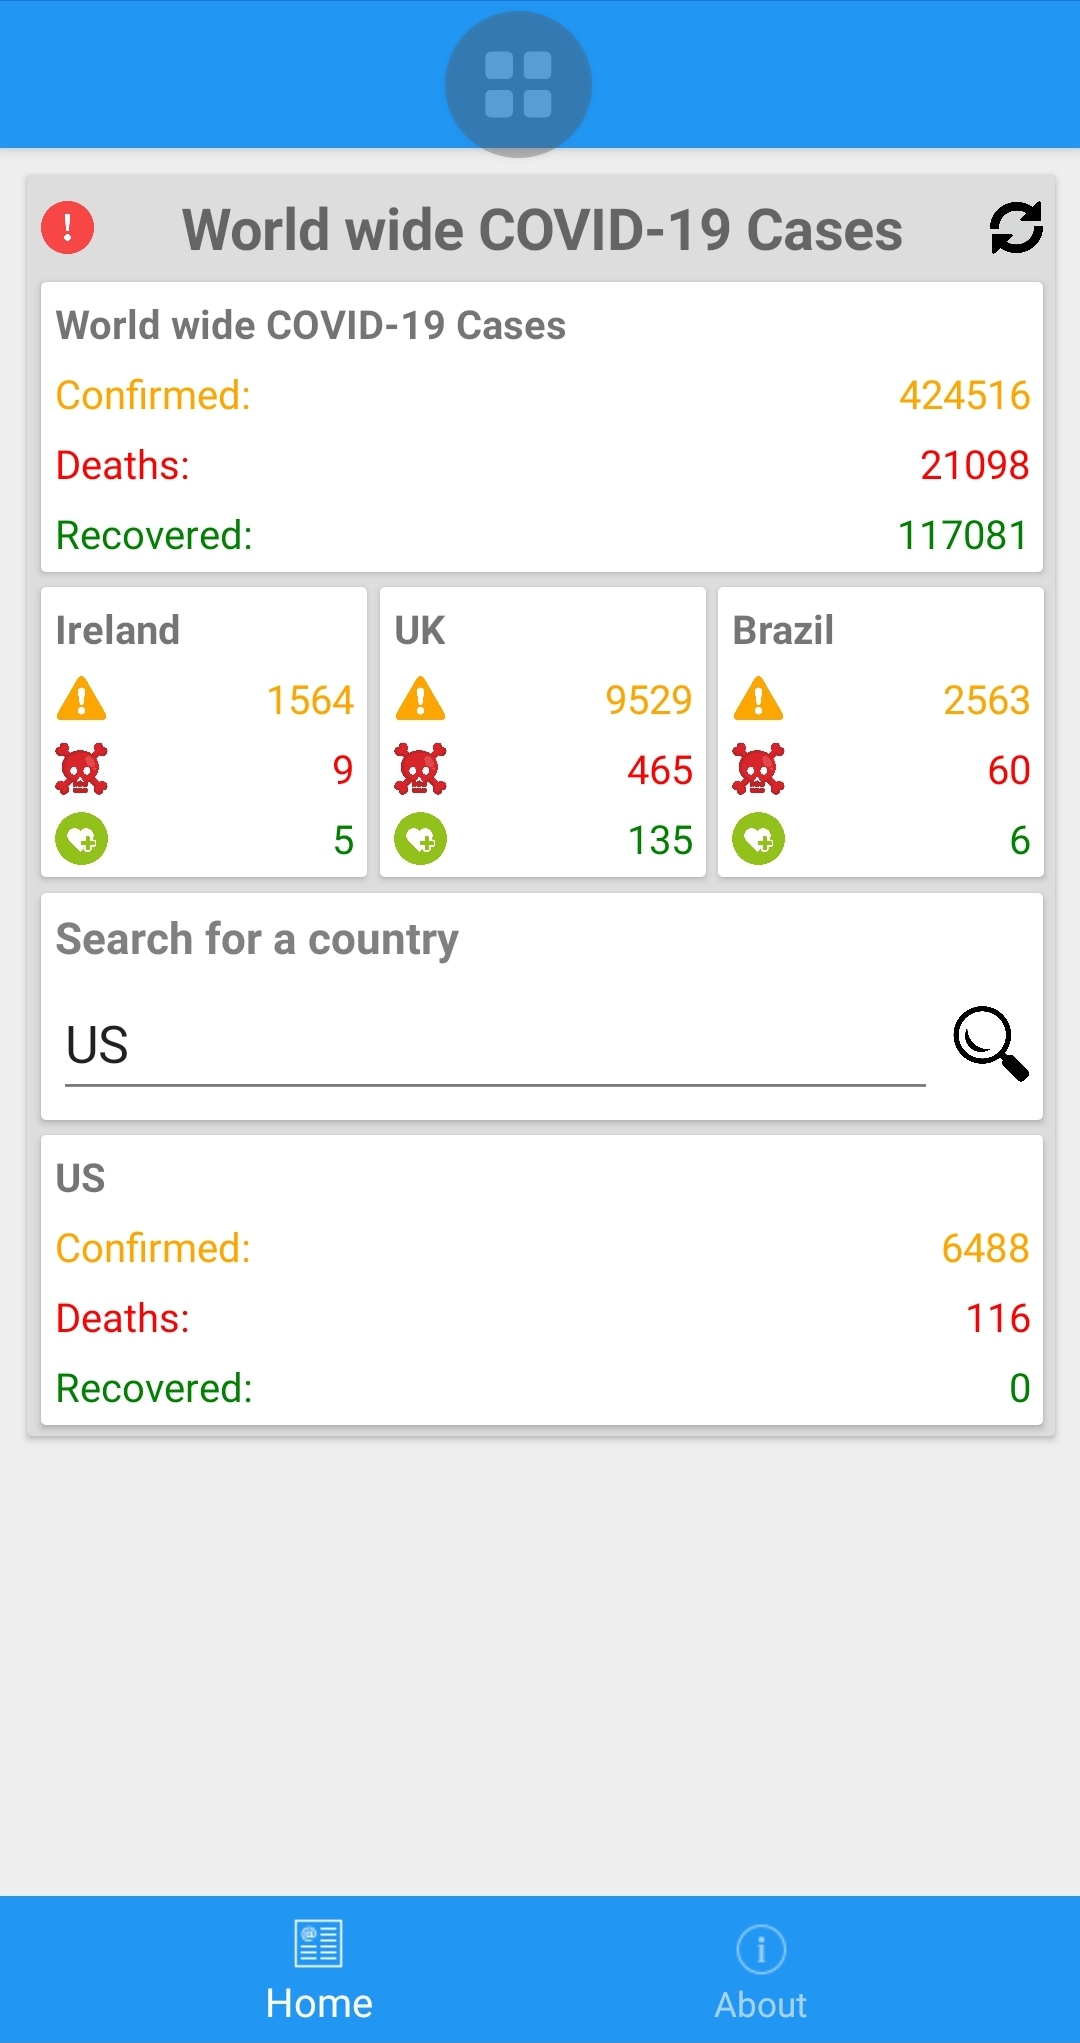 World wide COVID-19 Cases
World wide COVID-19 Cases
Confirmed: 424516
Deaths: 21098
Recovered: 117081
Ireland
1564
9
5
UK
9529
465
135
Brazil
2563
60
6
Search for a country
US
US
Confirmed: 6488
Deaths: 116
Recovered: 0
Home
About